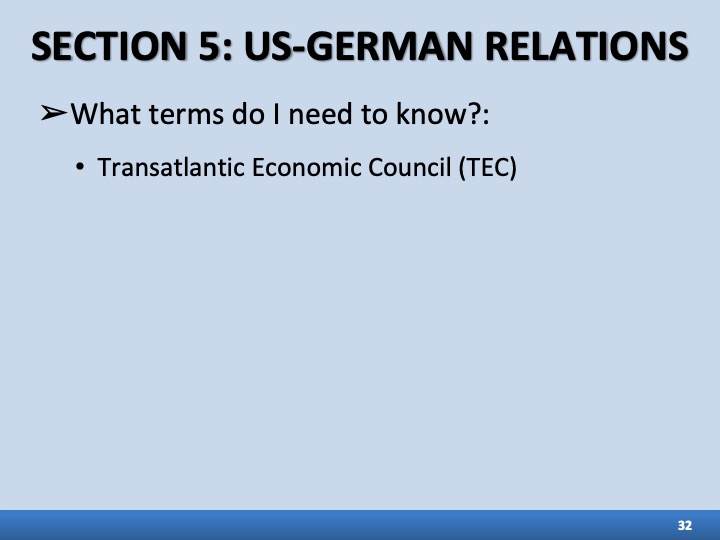 SECTION 5: US-GERMAN RELATIONS
➢What terms do I need to know?:
• Transatlantic Economic Council (TEC)
32